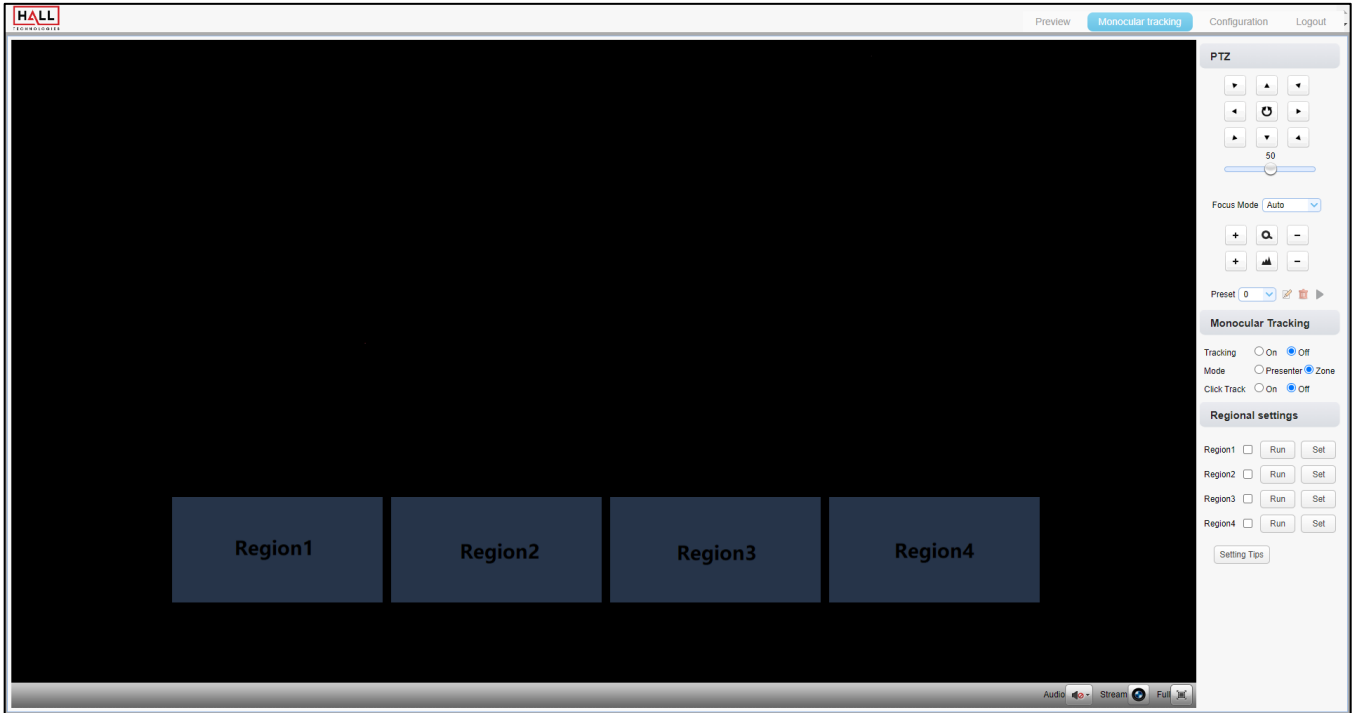 HALL
TECHNOLOGIES
Preview Monocular tracking Configuration Logout
PTZ
50
Focus Mode Auto
+ -
+ -
Preset 0
Monocular Tracking
Tracking On Off
Mode Presenter Zone
Click Track On Off
Regional settings
Region1 Run Set
Region2 Run Set
Region3 Run Set
Region4 Run Set
Setting Tips
Region1 Region2 Region3 Region4
Audio Stream Full